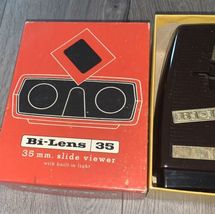 Bi-Lens 35
35 mm. slide viewer
with built-in light